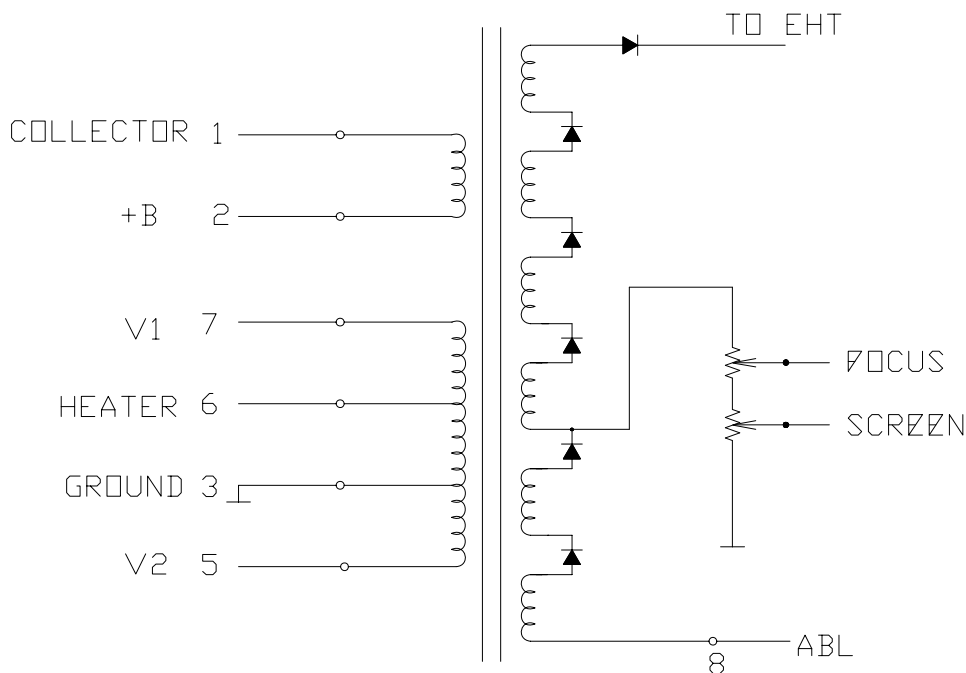 TO EHT
COLLECTOR 1
+B 2
V1 7
FOCUS
HEATER 6
SCREEN
GROUND 3
V2 5
ABL
8